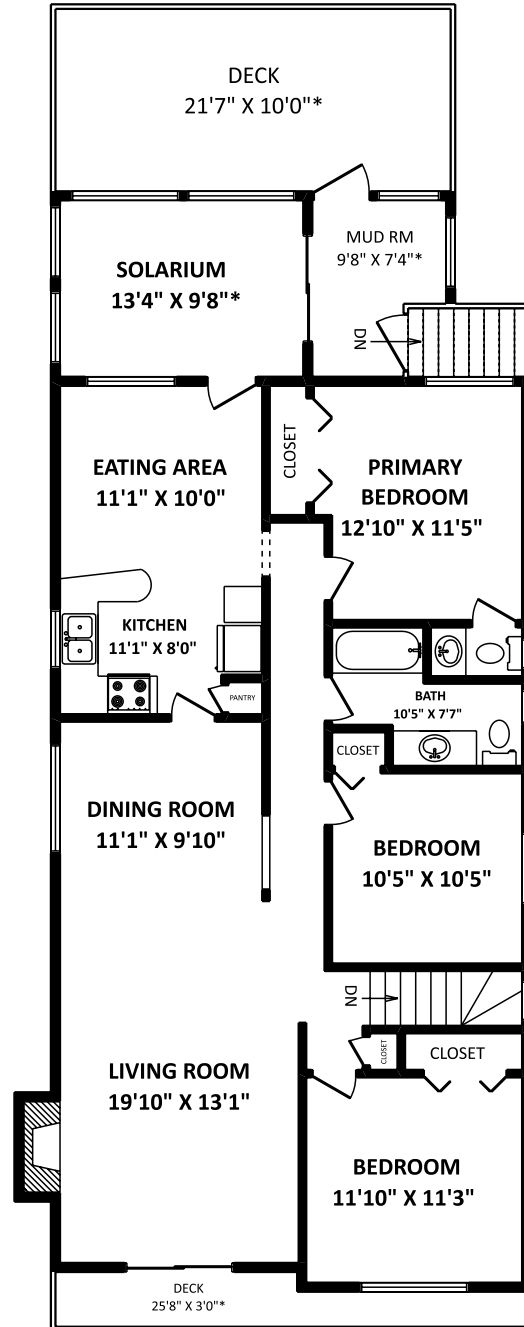 DECK
21'7" X 10'0"*
MUD RM
9'8" X 7'4"*
SOLARIUM
13'4" X 9'8"*
DN
CLOSET
EATING AREA
11'1" X 10'0"
PRIMARY
BEDROOM
12'10" X 11'5"
KITCHEN
11'1" X 8'0"
PANTRY
BATH
10'5" X 7'7"
CLOSET
DINING ROOM
11'1" X 9'10"
BEDROOM
10'5" X 10'5"
DN
CLOSET
CLOSET
LIVING ROOM
19'10" X 13'1"
BEDROOM
11'10" X 11'3"
DECK
25'8" X 3'0"*